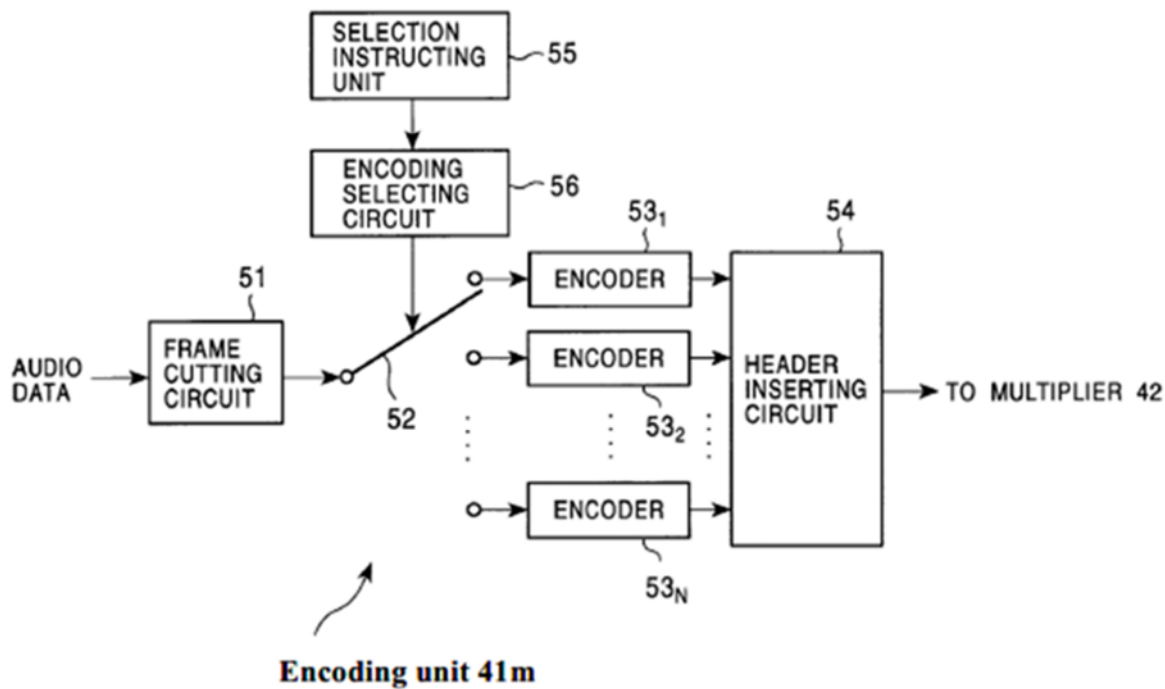 SELECTION
INSTRUCTING
UNIT
55
ENCODING
SELECTING
CIRCUIT
56
53₁
54
51
ENCODER
AUDIO
DATA
FRAME
CUTTING
CIRCUIT
52
ENCODER
53₂
HEADER
INSERTING
CIRCUIT
TO MULTIPLIER 42
ENCODER
53N
Encoding unit 41m